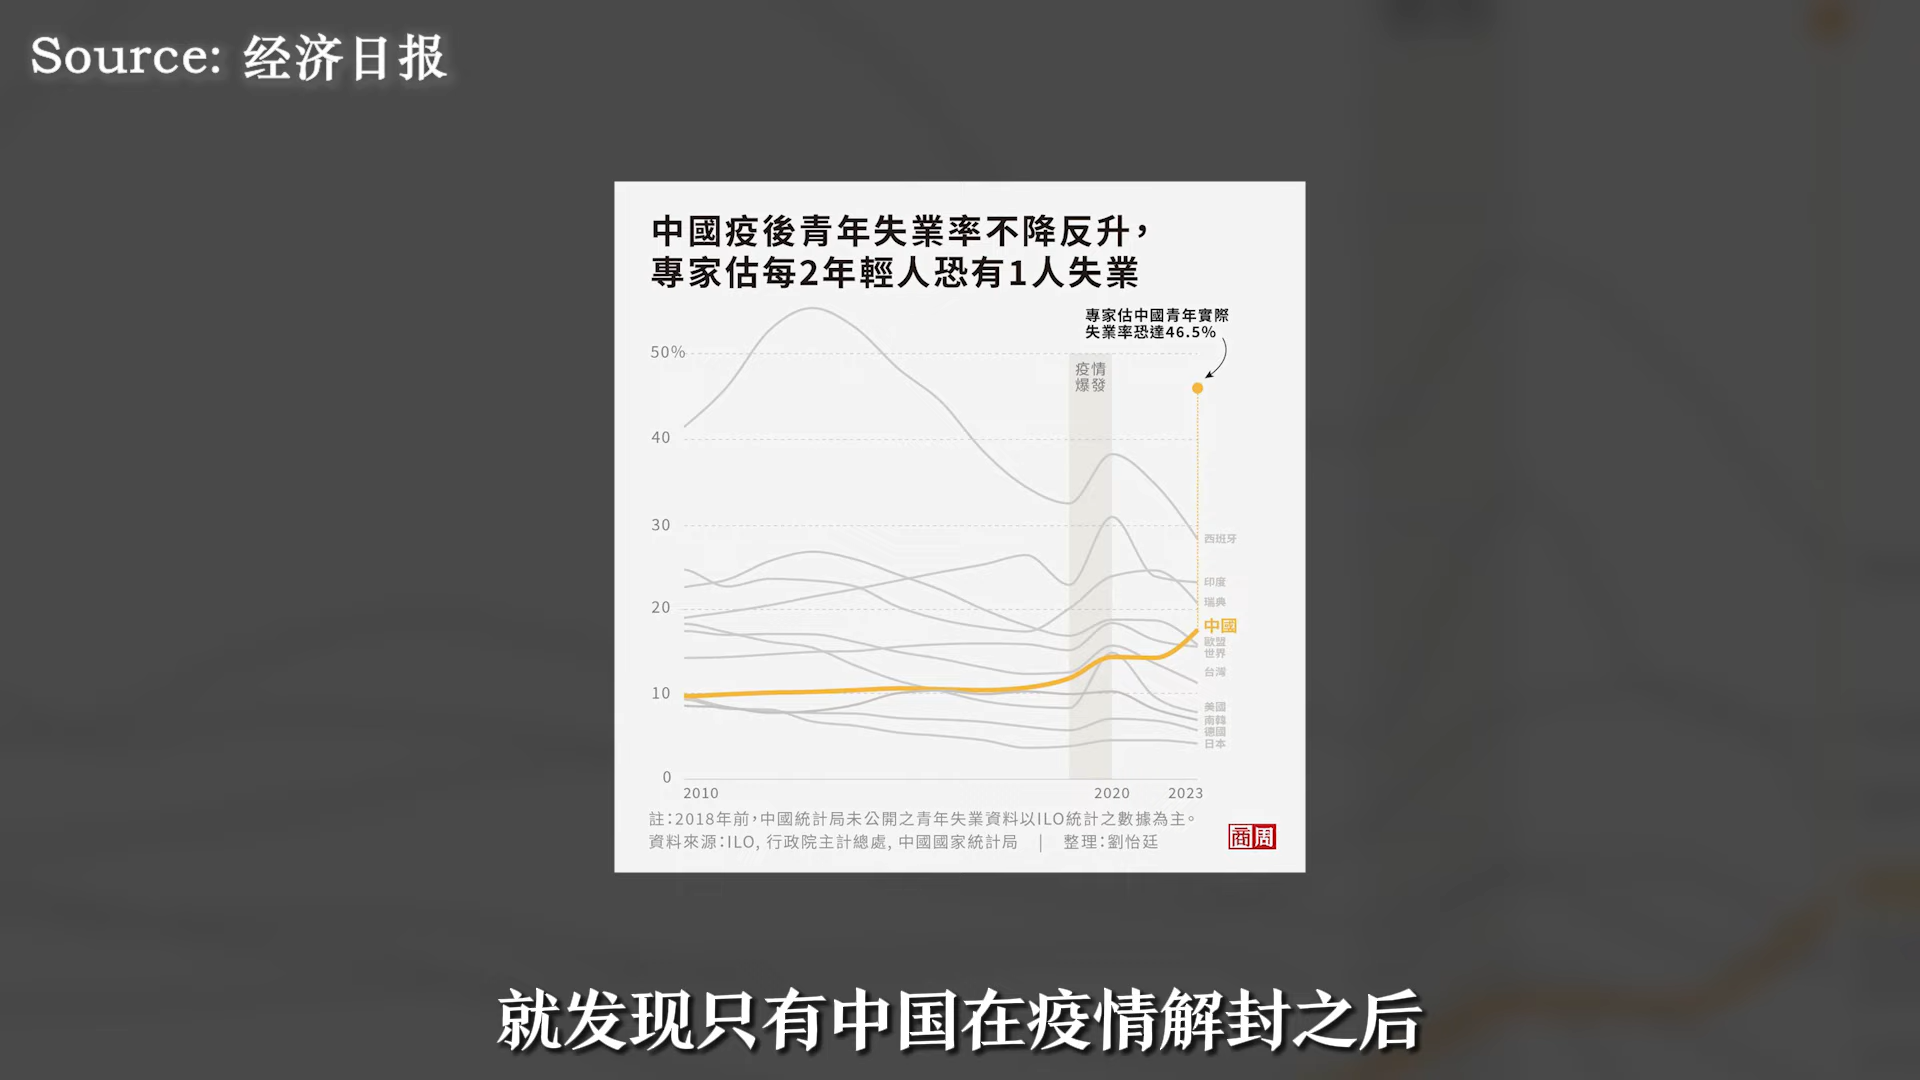 Source: 经济日报
中國疫後青年失業率不降反升，
專家估每2年輕人恐有1人失業
專家估中國青年實際
失業率恐達46.5%
50%
疫情
爆發
40
30
西班牙
印度
瑞典
20
中國
歐盟
世界
台灣
10
美國
南韓
德國
日本
0
2010
2020
2023
註：2018年前，中國統計局未公開之青年失業資料以ILO統計之數據為主。
資料來源：ILO, 行政院主計總處, 中國國家統計局 | 整理：劉怡廷
商周
就发现只有中国在疫情解封之后